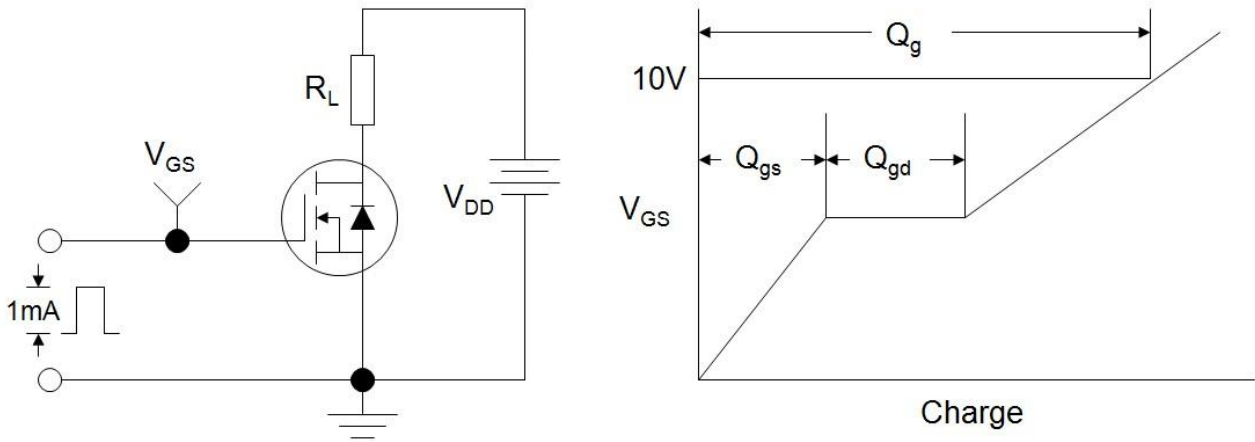 R_L
V_GS
V_DD
1mA
Q_g
10V
Q_gs
Q_gd
V_GS
Charge